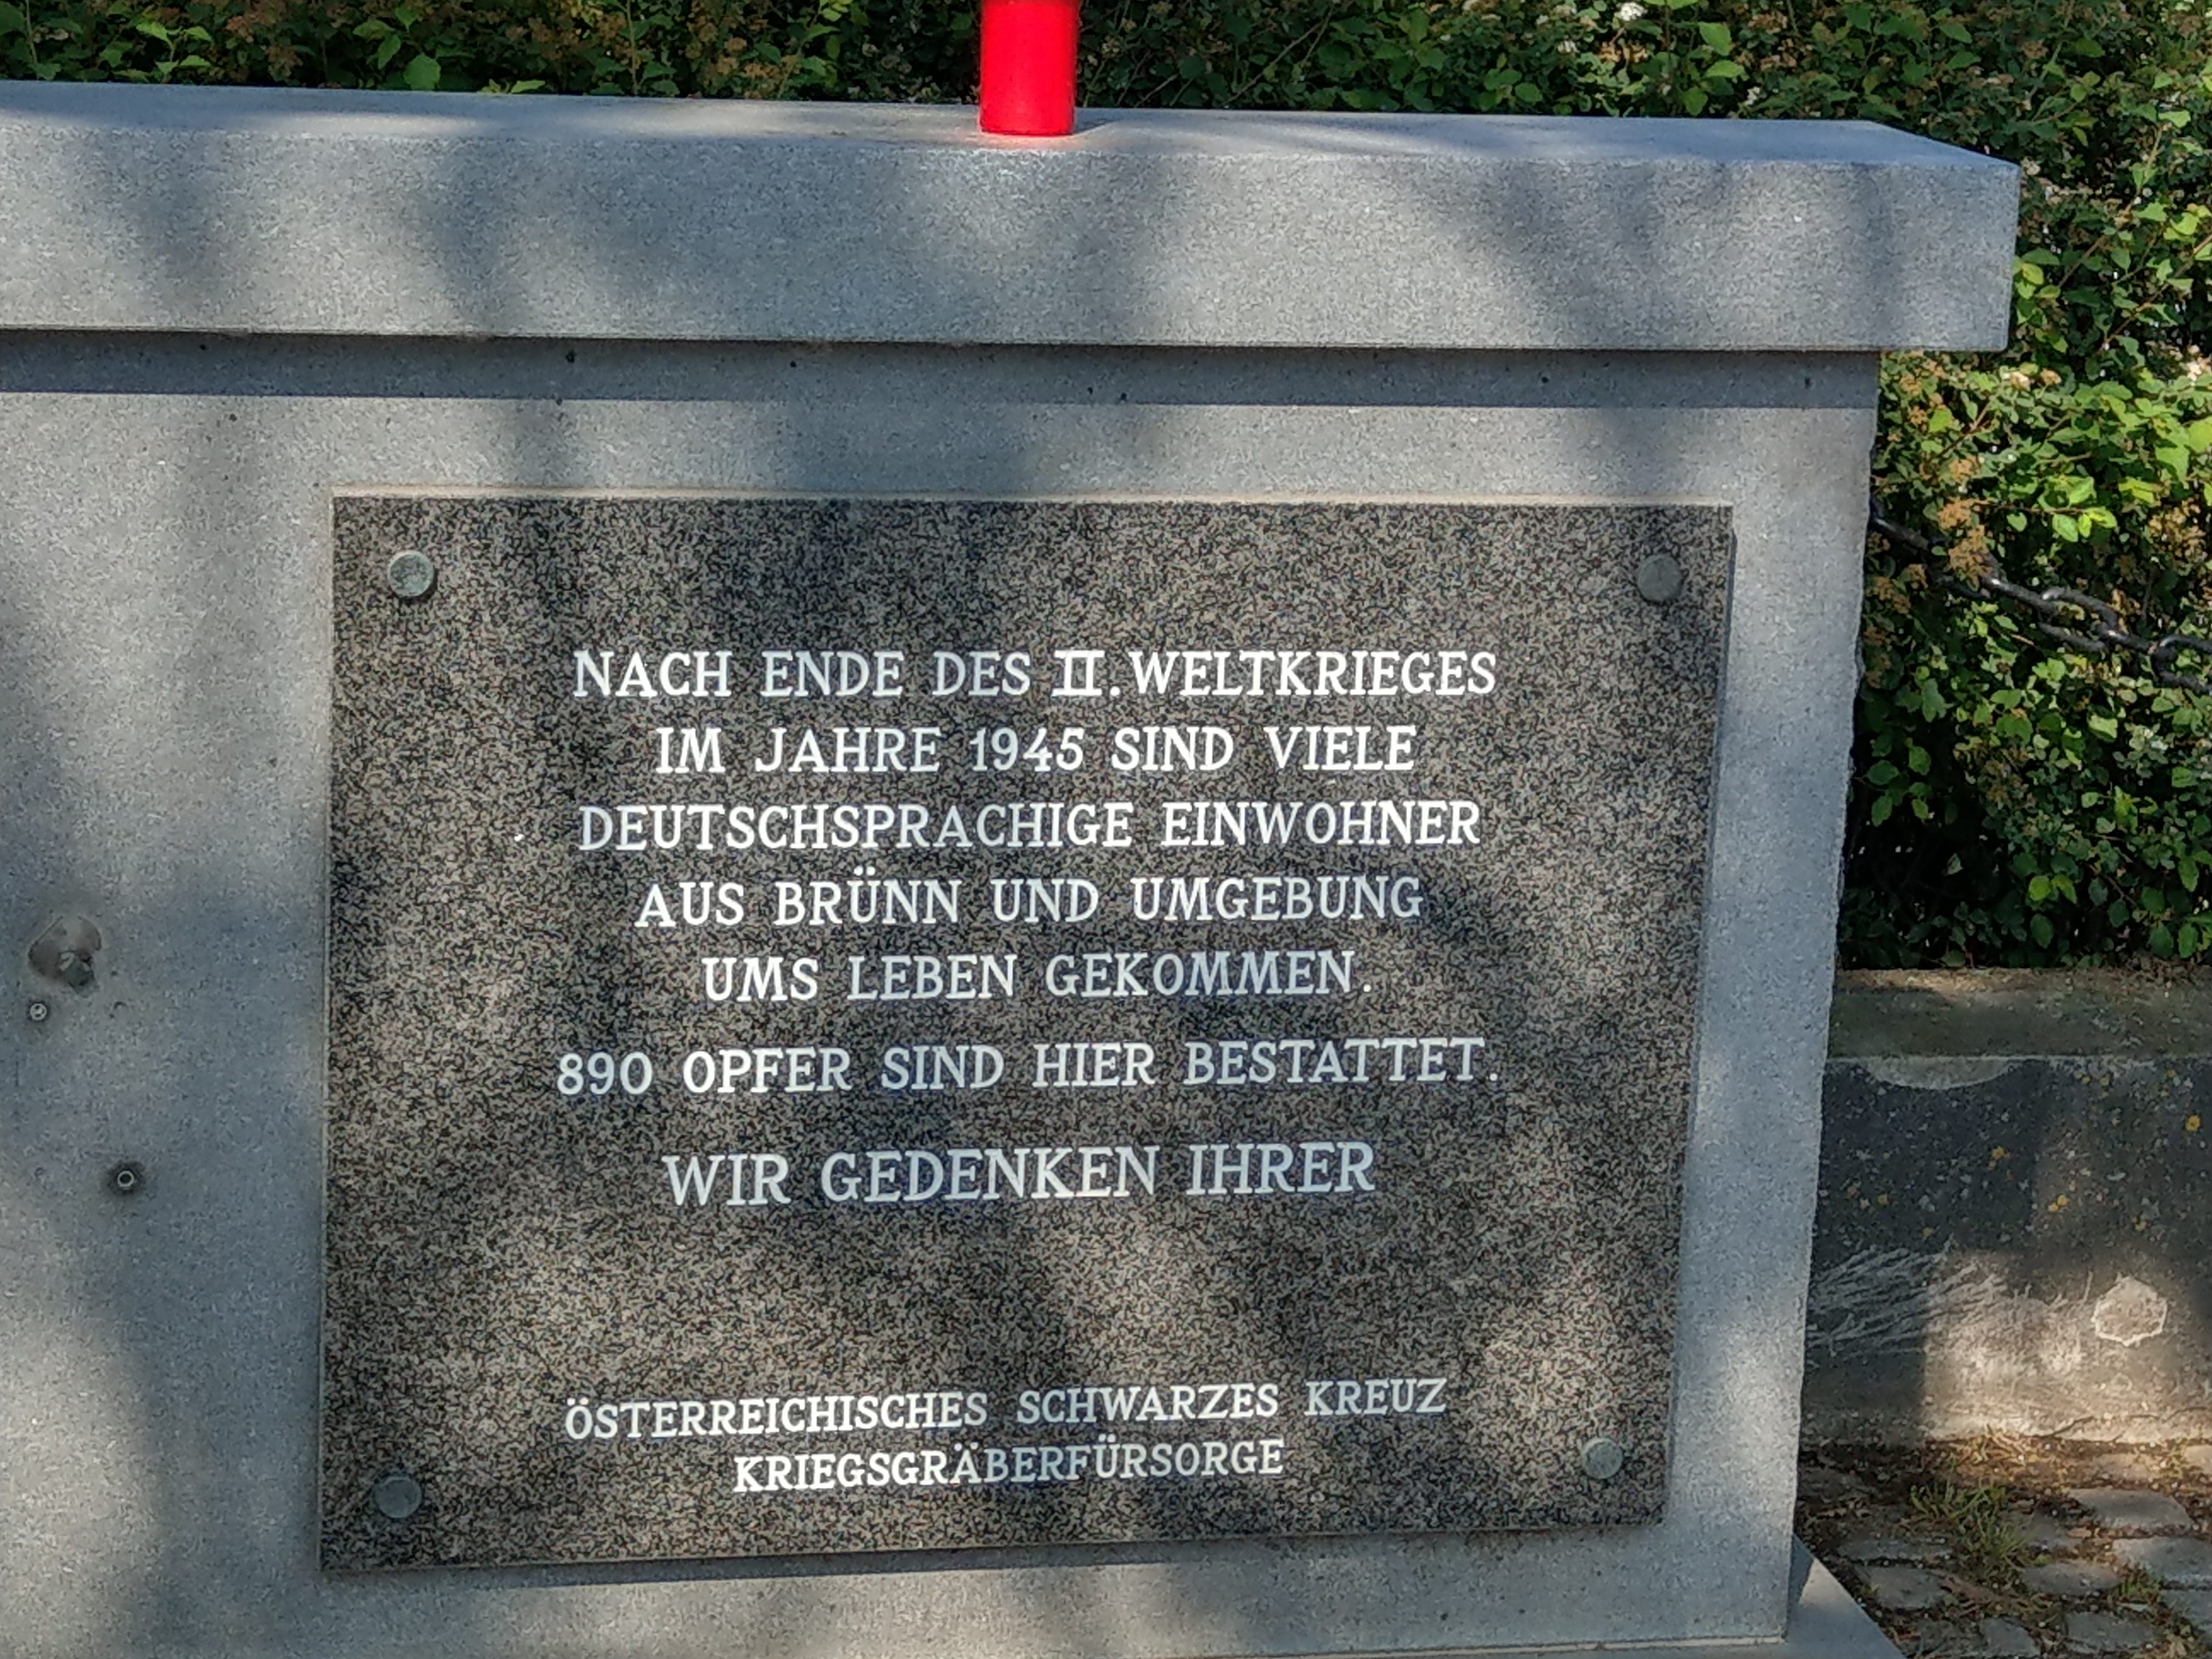 NACH ENDE DES II. WELTKRIEGES
IM JAHRE 1945 SIND VIELE
DEUTSCHSPRACHIGE EINWOHNER
AUS BRÜNN UND UMGEBUNG
UMS LEBEN GEKOMMEN.
890 OPFER SIND HIER BESTATTET.
WIR GEDENKEN IHRER
ÖSTERREICHISCHES SCHWARZES KREUZ
KRIEGSGRÄBERFÜRSORGE